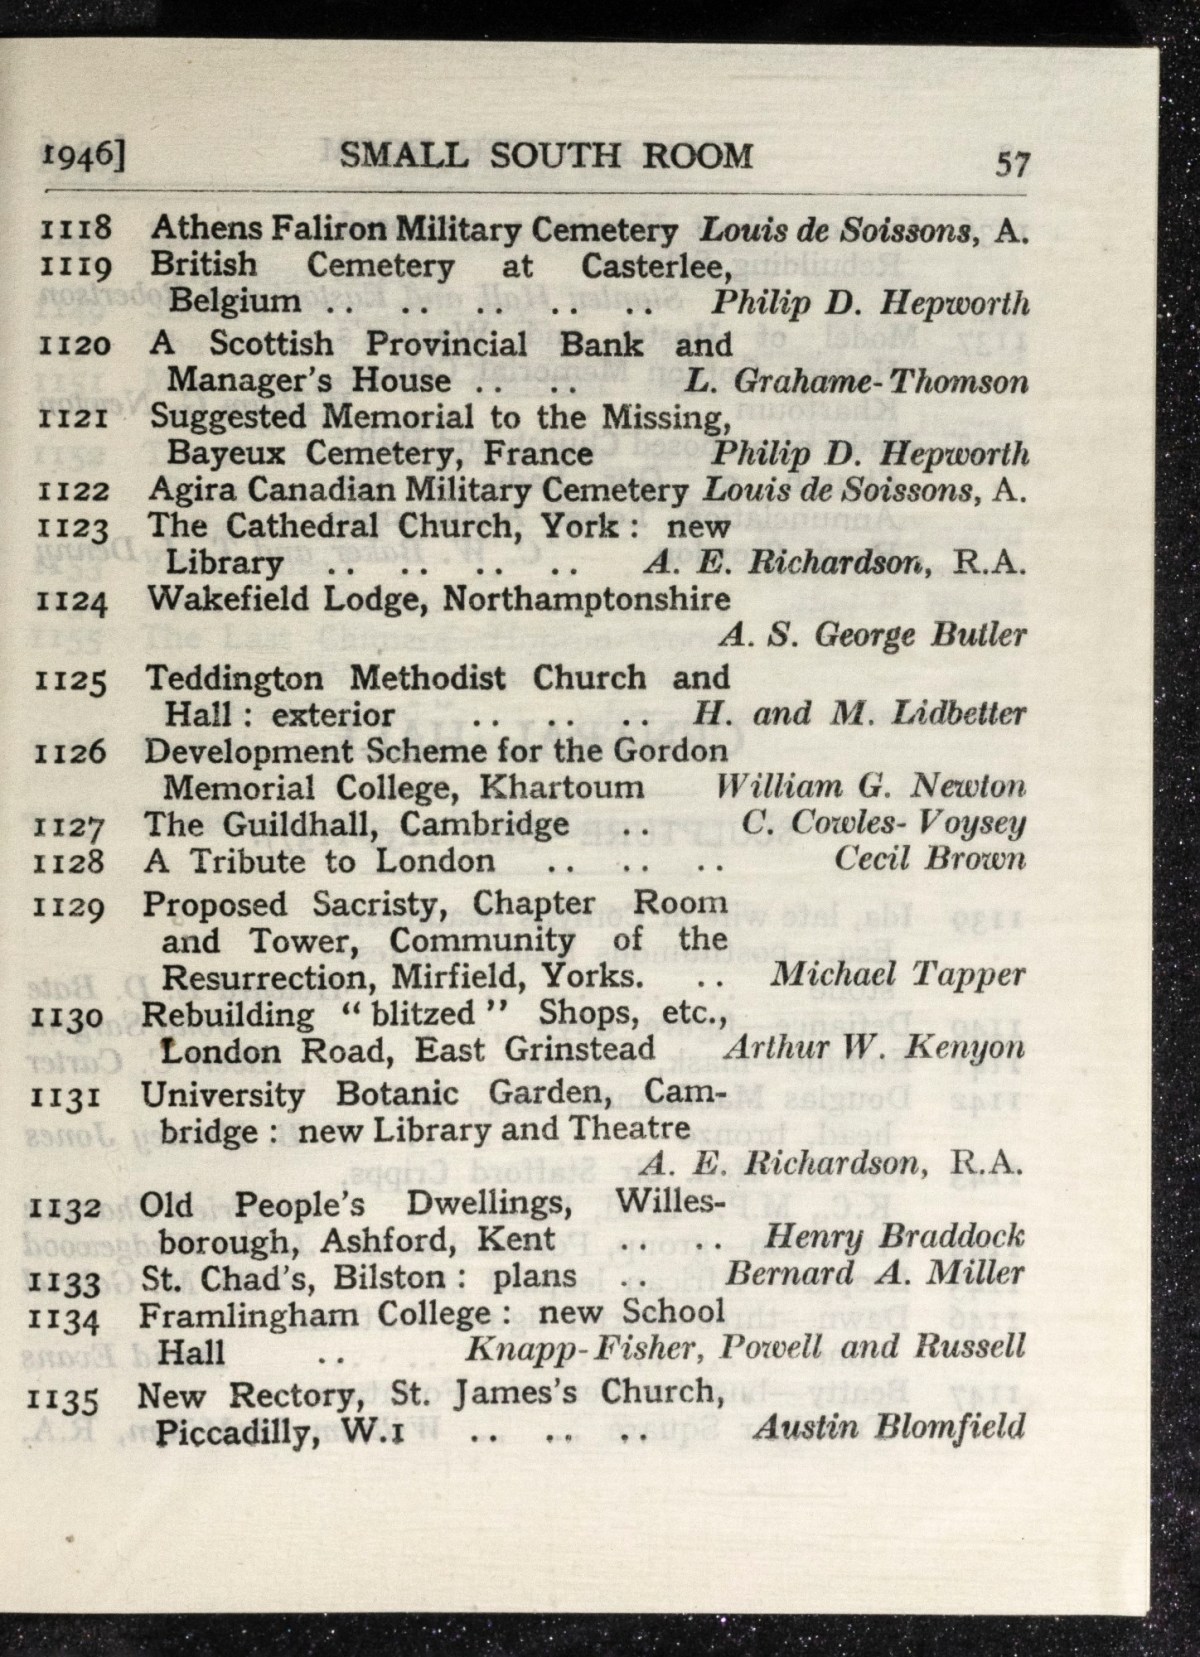 1946] SMALL SOUTH ROOM 57
1118 Athens Faliron Military Cemetery Louis de Soissons, A.
1119 British Cemetery at Casterlee,
Belgium .. .. .. .. .. Philip D. Hepworth
1120 A Scottish Provincial Bank and
Manager's House .. .. L. Grahame-Thomson
1121 Suggested Memorial to the Missing,
Bayeux Cemetery, France Philip D. Hepworth
1122 Agira Canadian Military Cemetery Louis de Soissons, A.
1123 The Cathedral Church, York : new
Library .. .. .. .. A. E. Richardson, R.A.
1124 Wakefield Lodge, Northamptonshire
A. S. George Butler
1125 Teddington Methodist Church and
Hall : exterior .. .. .. H. and M. Lidbetter
1126 Development Scheme for the Gordon
Memorial College, Khartoum William G. Newton
1127 The Guildhall, Cambridge .. C. Cowles-Voysey
1128 A Tribute to London .. .. .. Cecil Brown
1129 Proposed Sacristy, Chapter Room
and Tower, Community of the
Resurrection, Mirfield, Yorks. .. Michael Tapper
1130 Rebuilding “ blitzed ” Shops, etc.,
London Road, East Grinstead Arthur W. Kenyon
1131 University Botanic Garden, Cam-
bridge : new Library and Theatre
A. E. Richardson, R.A.
1132 Old People's Dwellings, Willes-
borough, Ashford, Kent .. .. Henry Braddock
1133 St. Chad's, Bilston : plans .. Bernard A. Miller
1134 Framlingham College : new School
Hall .. Knapp-Fisher, Powell and Russell
1135 New Rectory, St. James's Church,
Piccadilly, W.1 .. .. .. Austin Blomfield